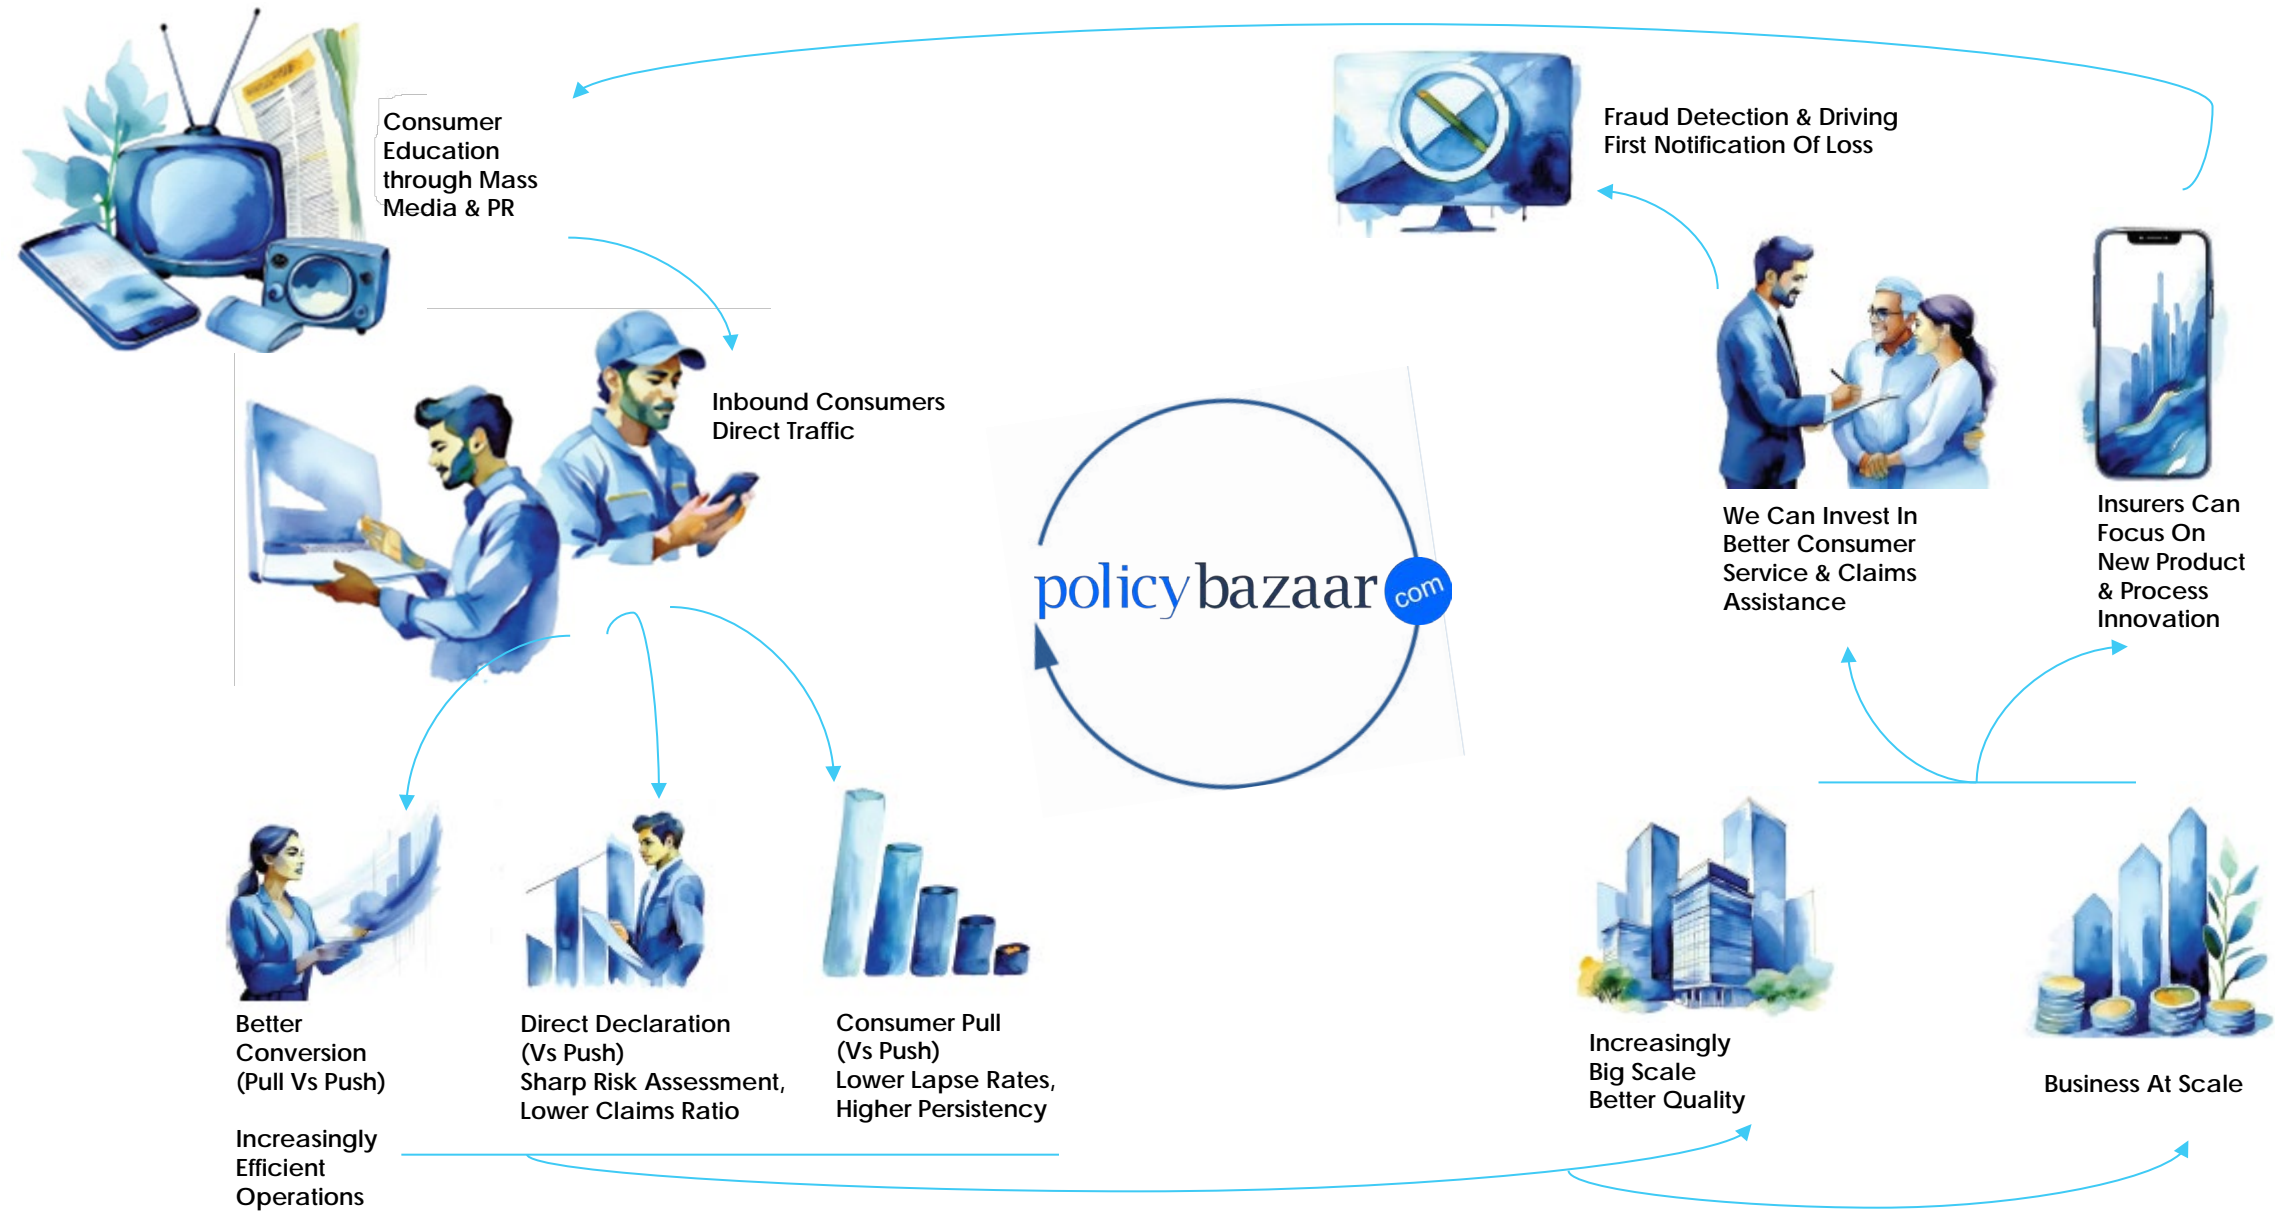 Consumer
Education
through Mass
Media & PR
Fraud Detection & Driving
First Notification Of Loss
Inbound Consumers
Direct Traffic
policybazaar com
We Can Invest In
Better Consumer
Service & Claims
Assistance
Insurers Can
Focus On
New Product
& Process
Innovation
Better
Conversion
(Pull Vs Push)
Increasingly
Efficient
Operations
Direct Declaration
(Vs Push)
Sharp Risk Assessment,
Lower Claims Ratio
Consumer Pull
(Vs Push)
Lower Lapse Rates,
Higher Persistency
Increasingly
Big Scale
Better Quality
Business At Scale